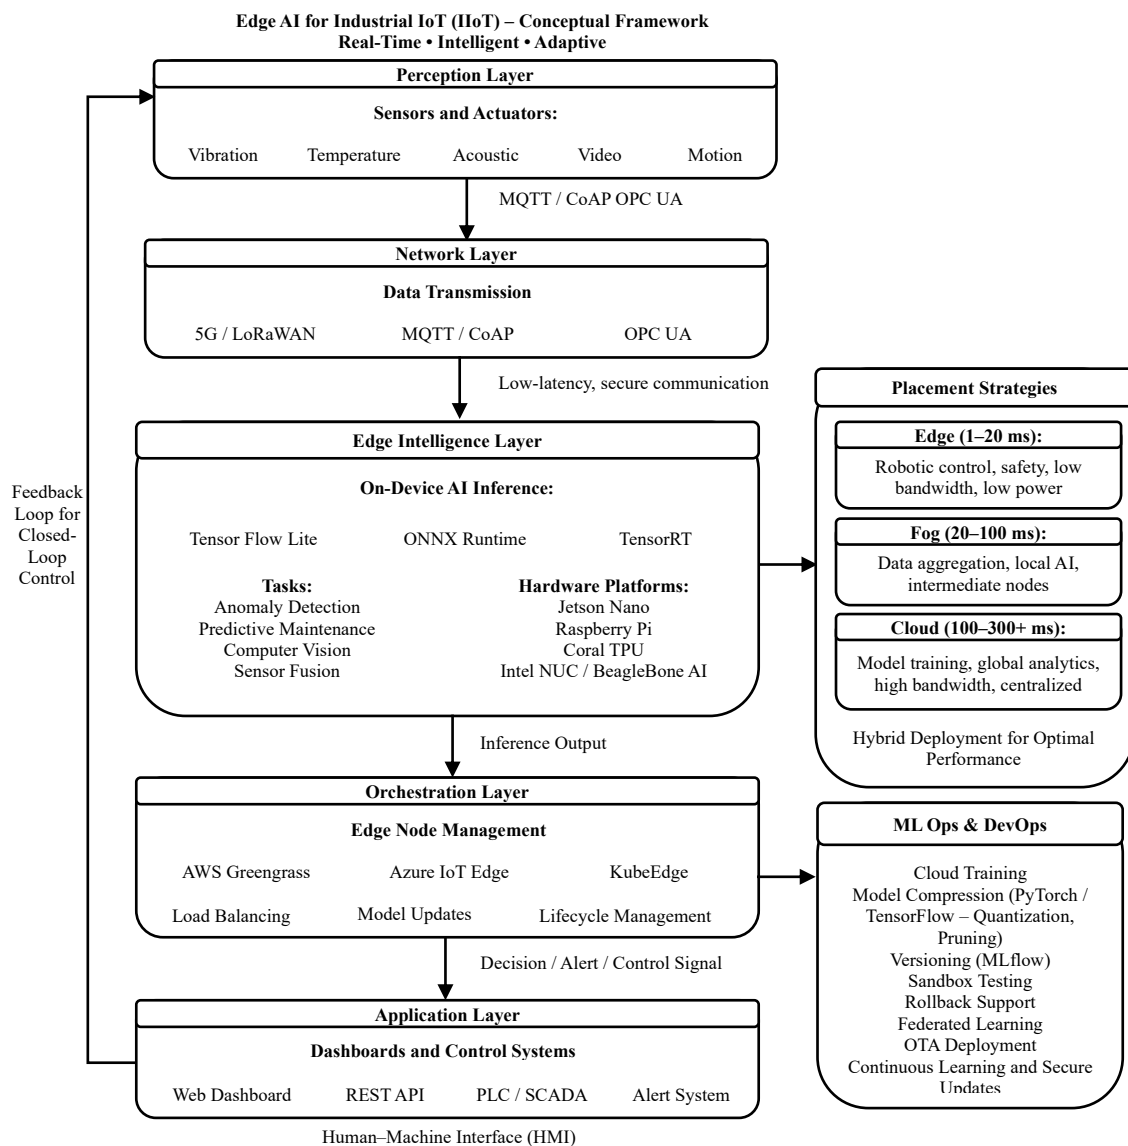 Edge AI for Industrial IoT (IIoT) – Conceptual Framework
Real-Time • Intelligent • Adaptive
Perception Layer
Sensors and Actuators:
Vibration Temperature Acoustic Video Motion
MQTT / CoAP OPC UA
Network Layer
Data Transmission
5G / LoRaWAN MQTT / CoAP OPC UA
Low-latency, secure communication
Edge Intelligence Layer
On-Device AI Inference:
Tensor Flow Lite ONNX Runtime TensorRT
Tasks:
Anomaly Detection
Predictive Maintenance
Computer Vision
Sensor Fusion
Hardware Platforms:
Jetson Nano
Raspberry Pi
Coral TPU
Intel NUC / BeagleBone AI
Inference Output
Orchestration Layer
Edge Node Management
AWS Greengrass Azure IoT Edge KubeEdge
Load Balancing Model Updates Lifecycle Management
Decision / Alert / Control Signal
Application Layer
Dashboards and Control Systems
Web Dashboard REST API PLC / SCADA Alert System
Human–Machine Interface (HMI)
Feedback
Loop for
Closed-
Loop
Control
Placement Strategies
Edge (1–20 ms):
Robotic control, safety, low
bandwidth, low power
Fog (20–100 ms):
Data aggregation, local AI,
intermediate nodes
Cloud (100–300+ ms):
Model training, global analytics,
high bandwidth, centralized
Hybrid Deployment for Optimal
Performance
ML Ops & DevOps
Cloud Training
Model Compression (PyTorch /
TensorFlow – Quantization,
Pruning)
Versioning (MLflow)
Sandbox Testing
Rollback Support
Federated Learning
OTA Deployment
Continuous Learning and Secure
Updates